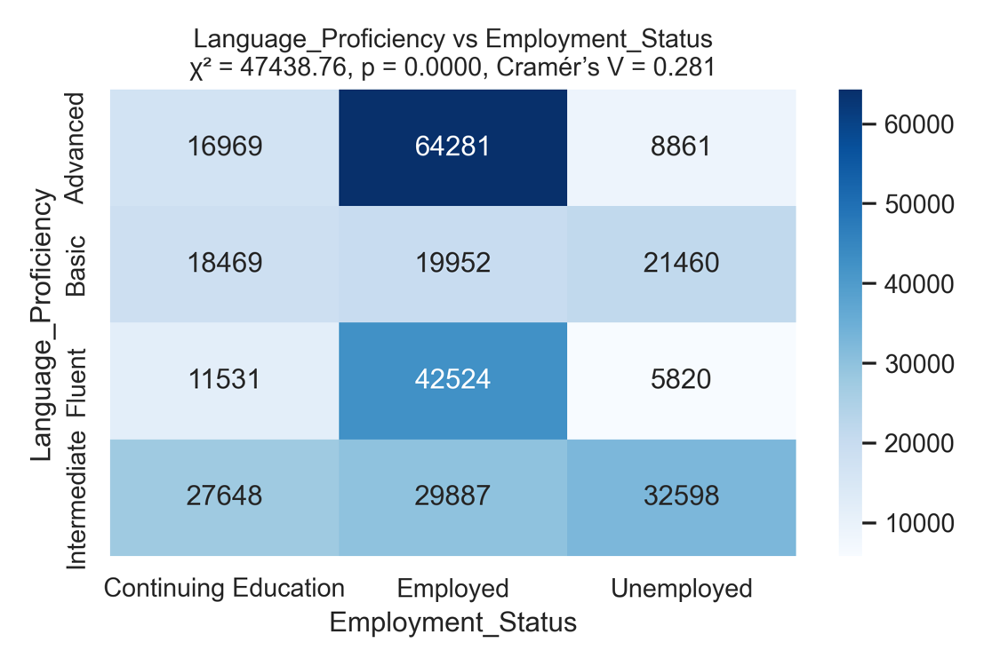 Language_Proficiency vs Employment_Status
χ² = 47438.76, p = 0.0000, Cramér’s V = 0.281
Language_Proficiency
Advanced
16969
64281
8861
Basic
18469
19952
21460
Fluent
11531
42524
5820
Intermediate
27648
29887
32598
Continuing Education
Employed
Unemployed
Employment_Status
60000
50000
40000
30000
20000
10000